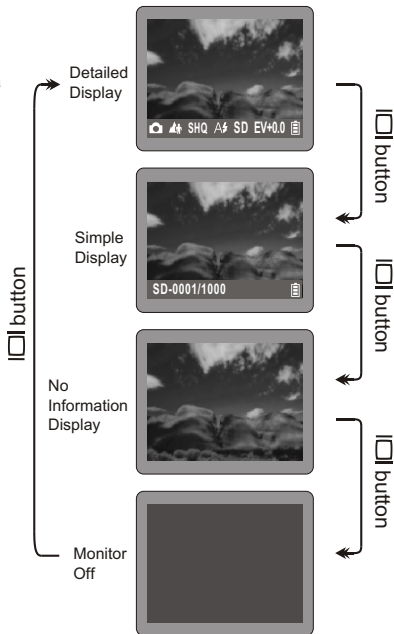 Detailed
Display
SHQ A SD EV+0.0
button
Simple
Display
SD-0001/1000
button
button
No
Information
Display
button
Monitor
Off